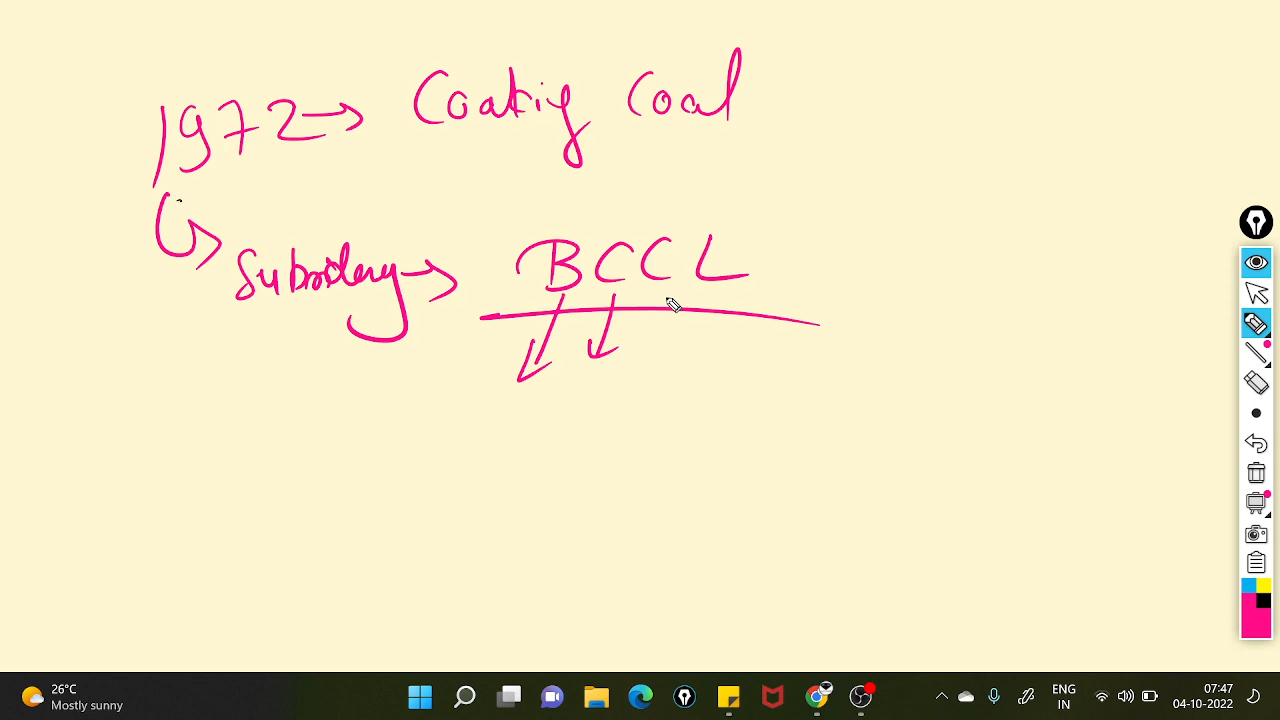 1972 → Coaking Coal
Subsidary → BCCL
ENG
IN
26°C
Mostly sunny
07:47
04-10-2022